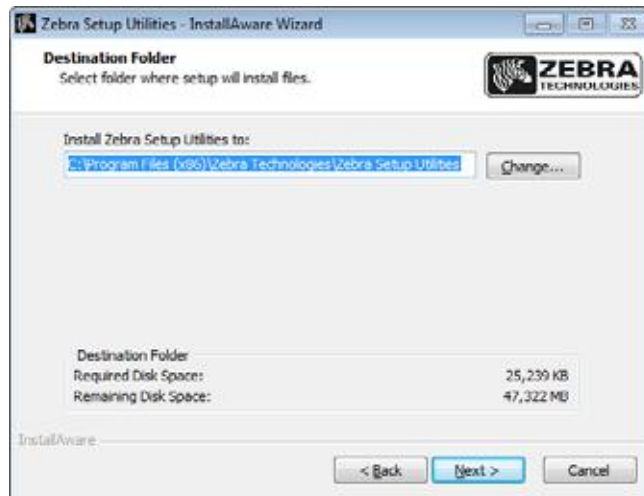 Zebra Setup Utilities - InstallAware Wizard
Destination Folder
Select folder where setup will install files.
ZEBRA
TECHNOLOGIES
Install Zebra Setup Utilities to:
C:\Program Files (x86)\Zebra Technologies\Zebra Setup Utilities
Change...
Destination Folder
Required Disk Space: 25,239 KB
Remaining Disk Space: 47,322 MB
InstallAware
< Back Next > Cancel